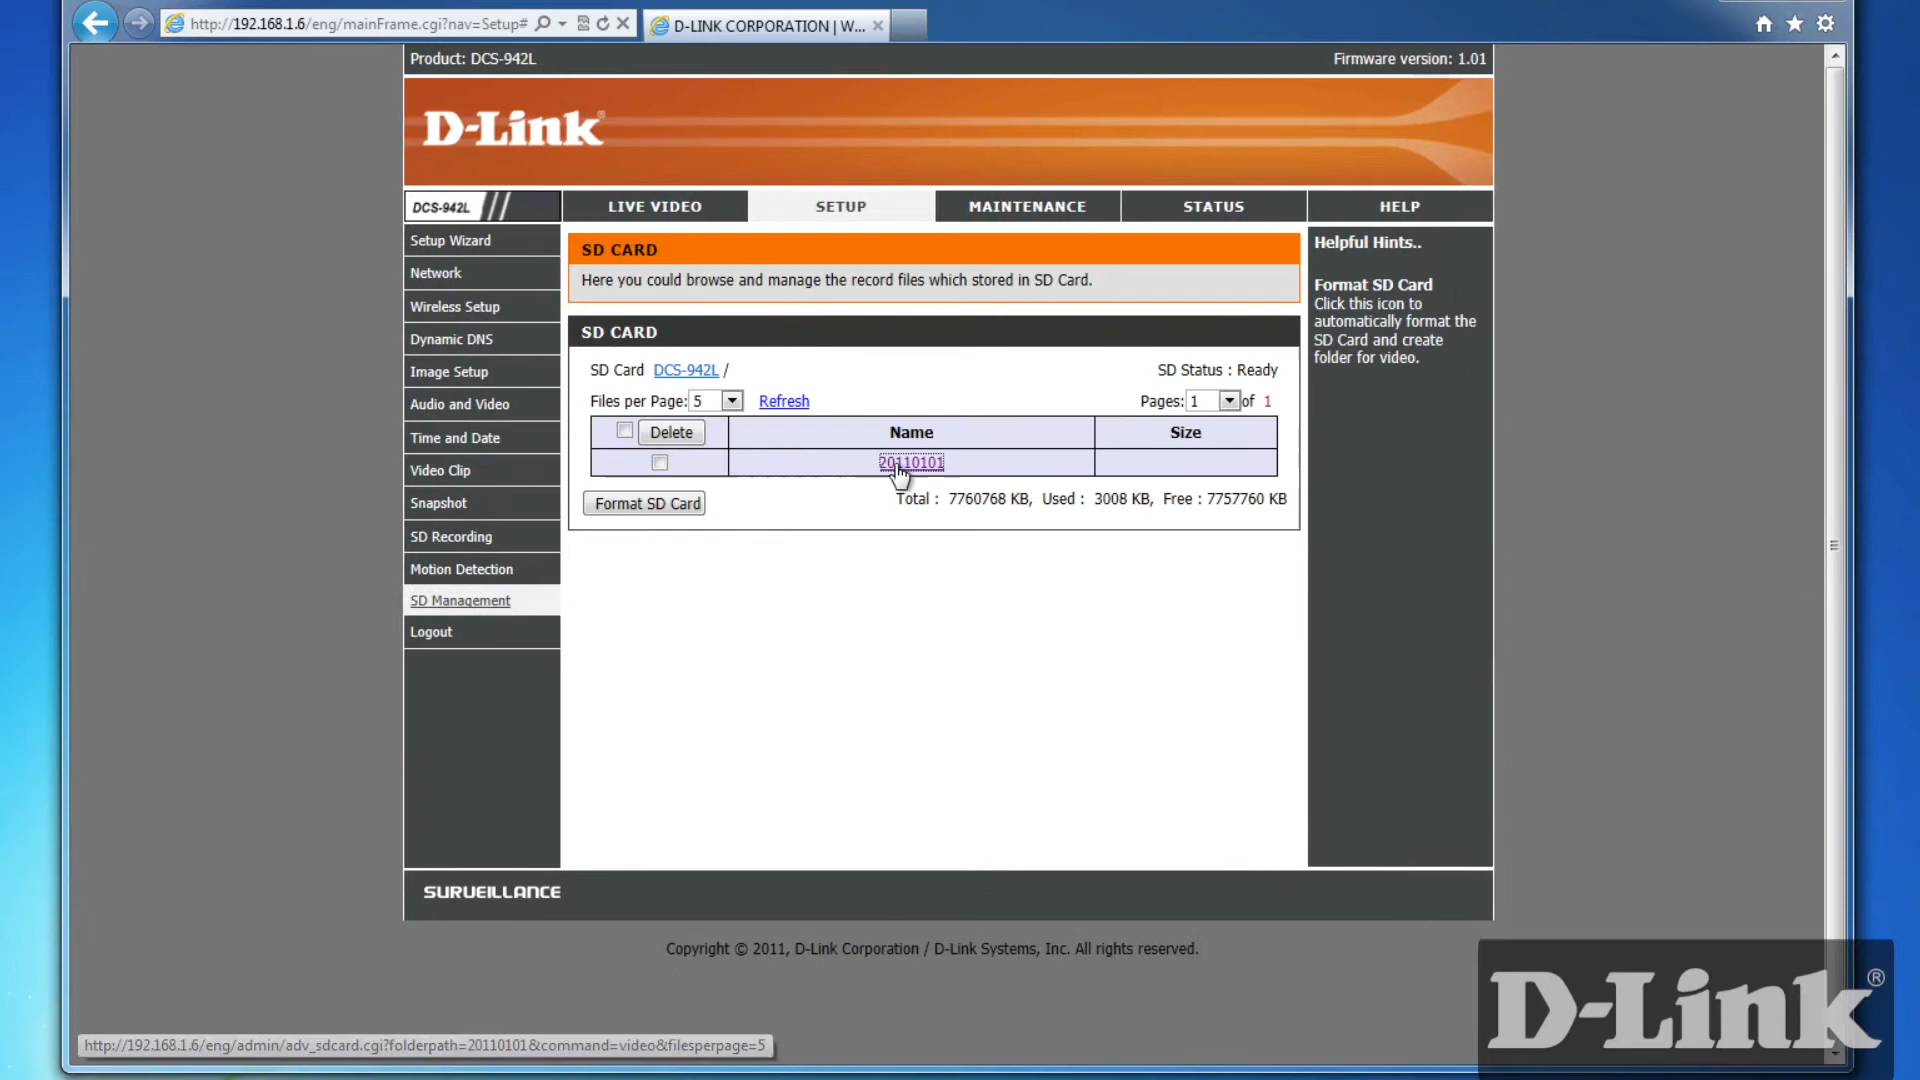 http://192.168.1.6/eng/mainFrame.cgi?nav=Setup#
D-LINK CORPORATION | W...
Product: DCS-942L
Firmware version: 1.01
D-Link®
DCS-942L
LIVE VIDEO
SETUP
MAINTENANCE
STATUS
HELP
Setup Wizard
Network
Wireless Setup
Dynamic DNS
Image Setup
Audio and Video
Time and Date
Video Clip
Snapshot
SD Recording
Motion Detection
SD Management
Logout
SD CARD
Here you could browse and manage the record files which stored in SD Card.
SD CARD
SD Card DCS-942L /
SD Status : Ready
Files per Page: 5 Refresh
Pages: 1 of 1
Delete Name Size
20110101
Format SD Card
Total : 7760768 KB, Used : 3008 KB, Free : 7757760 KB
Helpful Hints..
Format SD Card
Click this icon to
automatically format the
SD Card and create
folder for video.
SURVEILLANCE
Copyright © 2011, D-Link Corporation / D-Link Systems, Inc. All rights reserved.
D-Link®
http://192.168.1.6/eng/admin/adv_sdcard.cgi?folderpath=20110101&command=video&filesperpage=5